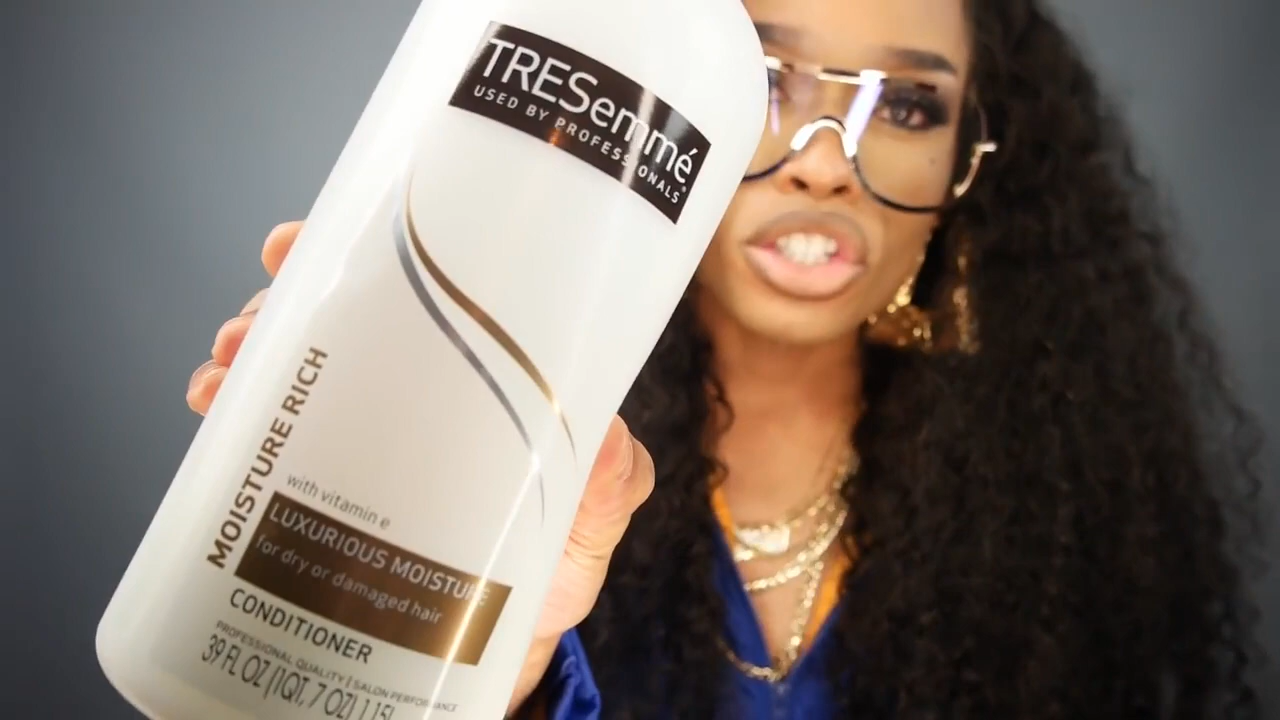 TRESemmé
USED BY PROFESSIONALS
MOISTURE RICH
with vitamin e
LUXURIOUS MOISTURE
for dry or damaged hair
CONDITIONER
PROFESSIONAL QUALITY | SALON PERFORMANCE
39 FL OZ (1QT, 7 OZ) 1.15L